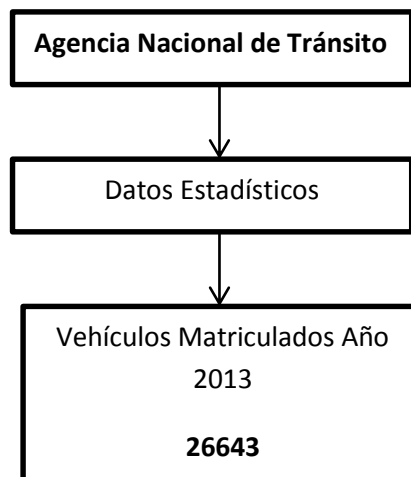 Agencia Nacional de Tránsito
Datos Estadísticos
Vehículos Matriculados Año
2013
26643